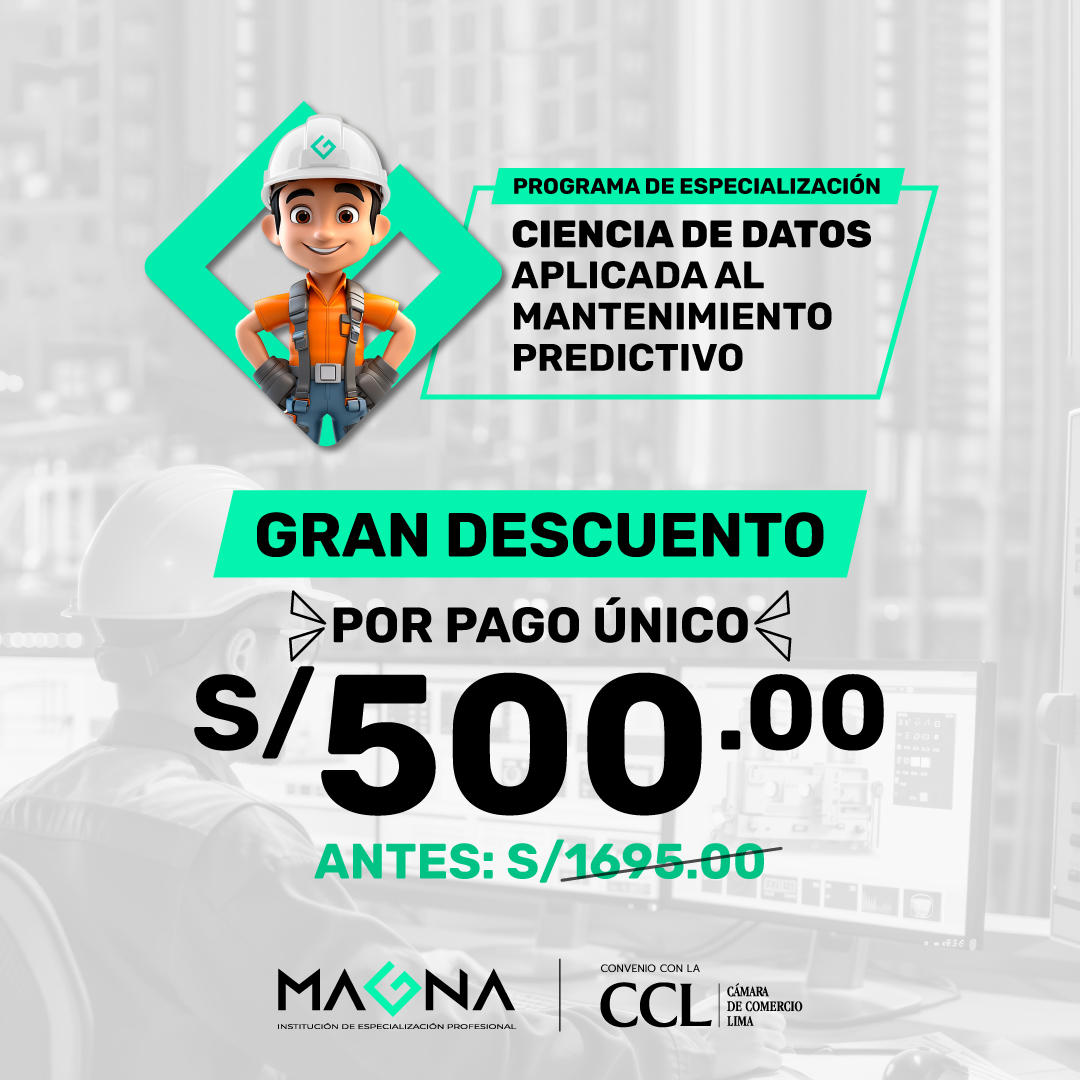 PROGRAMA DE ESPECIALIZACIÓN
CIENCIA DE DATOS
APLICADA AL
MANTENIMIENTO
PREDICTIVO
GRAN DESCUENTO
POR PAGO ÚNICO
S/500.00
ANTES: S/1695.00
MAGNA
INSTITUCIÓN DE ESPECIALIZACIÓN PROFESIONAL
CONVENIO CON LA
CCL
CÁMARA
DE COMERCIO
LIMA